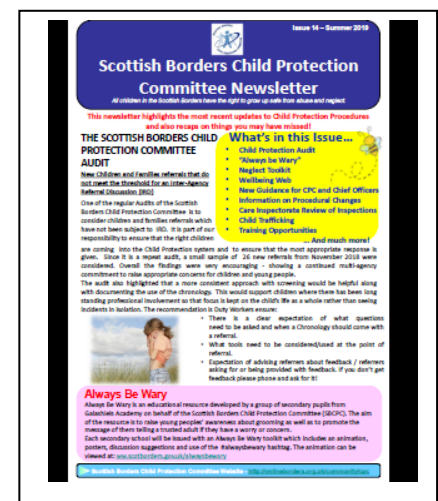 Issue 14 – Summer 2019
Scottish Borders Child Protection
Committee Newsletter
All children in the Scottish Borders have the right to grow up safe from abuse and neglect
This newsletter highlights the most recent updates to Child Protection Procedures
and also recaps on things you may have missed!
THE SCOTTISH BORDERS CHILD
PROTECTION COMMITTEE
AUDIT
New Children and Families referrals that do
not meet the threshold for an Inter-Agency
Referral Discussion (IRD)
One of the regular Audits of the Scottish
Borders Child Protection Committee is to
consider children and families referrals which
have not been subject to IRD. It is part of our
responsibility to ensure that the right children
What's in this Issue…
• Child Protection Audit
• "Always be Wary"
• Neglect Toolkit
• Wellbeing Web
• New Guidance for CPC and Chief Officers
• Information on Procedural Changes
• Care Inspectorate Review of Inspections
• Child Trafficking
• Training Opportunities
... And much more!
are coming into the Child Protection system and to ensure that the most appropriate response is
given. Since it is a repeat audit, a small sample of 26 new referrals from November 2018 were
considered. Overall the findings were very encouraging - showing a continued multi-agency
commitment to raise appropriate concerns for children and young people.
The audit also highlighted that a more consistent approach with screening would be helpful along
with documenting the use of the chronology. This would support children where there has been long
standing professional involvement so that focus is kept on the child's life as a whole rather than seeing
incidents in isolation. The recommendation is Duty Workers ensure:
• There is a clear expectation of what questions
need to be asked and when a Chronology should come with
a referral.
• What tools need to be considered/used at the point of
referral.
• Expectation of advising referrers about feedback / referrers
asking for or being provided with feedback. If you don't get
feedback please phone and ask for it!
Always Be Wary
Always Be Wary is an educational resource developed by a group of secondary pupils from
Galashiels Academy on behalf of the Scottish Borders Child Protection Committee (SBCPC). The aim
of the resource is to raise young peoples' awareness about grooming as well as to promote the
message of them telling a trusted adult if they have a worry or concern.
Each secondary school will be issued with an Always Be Wary toolkit which includes an animation,
posters, discussion suggestions and use of the #alwaysbewary hashtag. The animation can be
viewed at: www.scotborders.gov.uk/alwaysbewary
Scottish Borders Child Protection Committee Website -